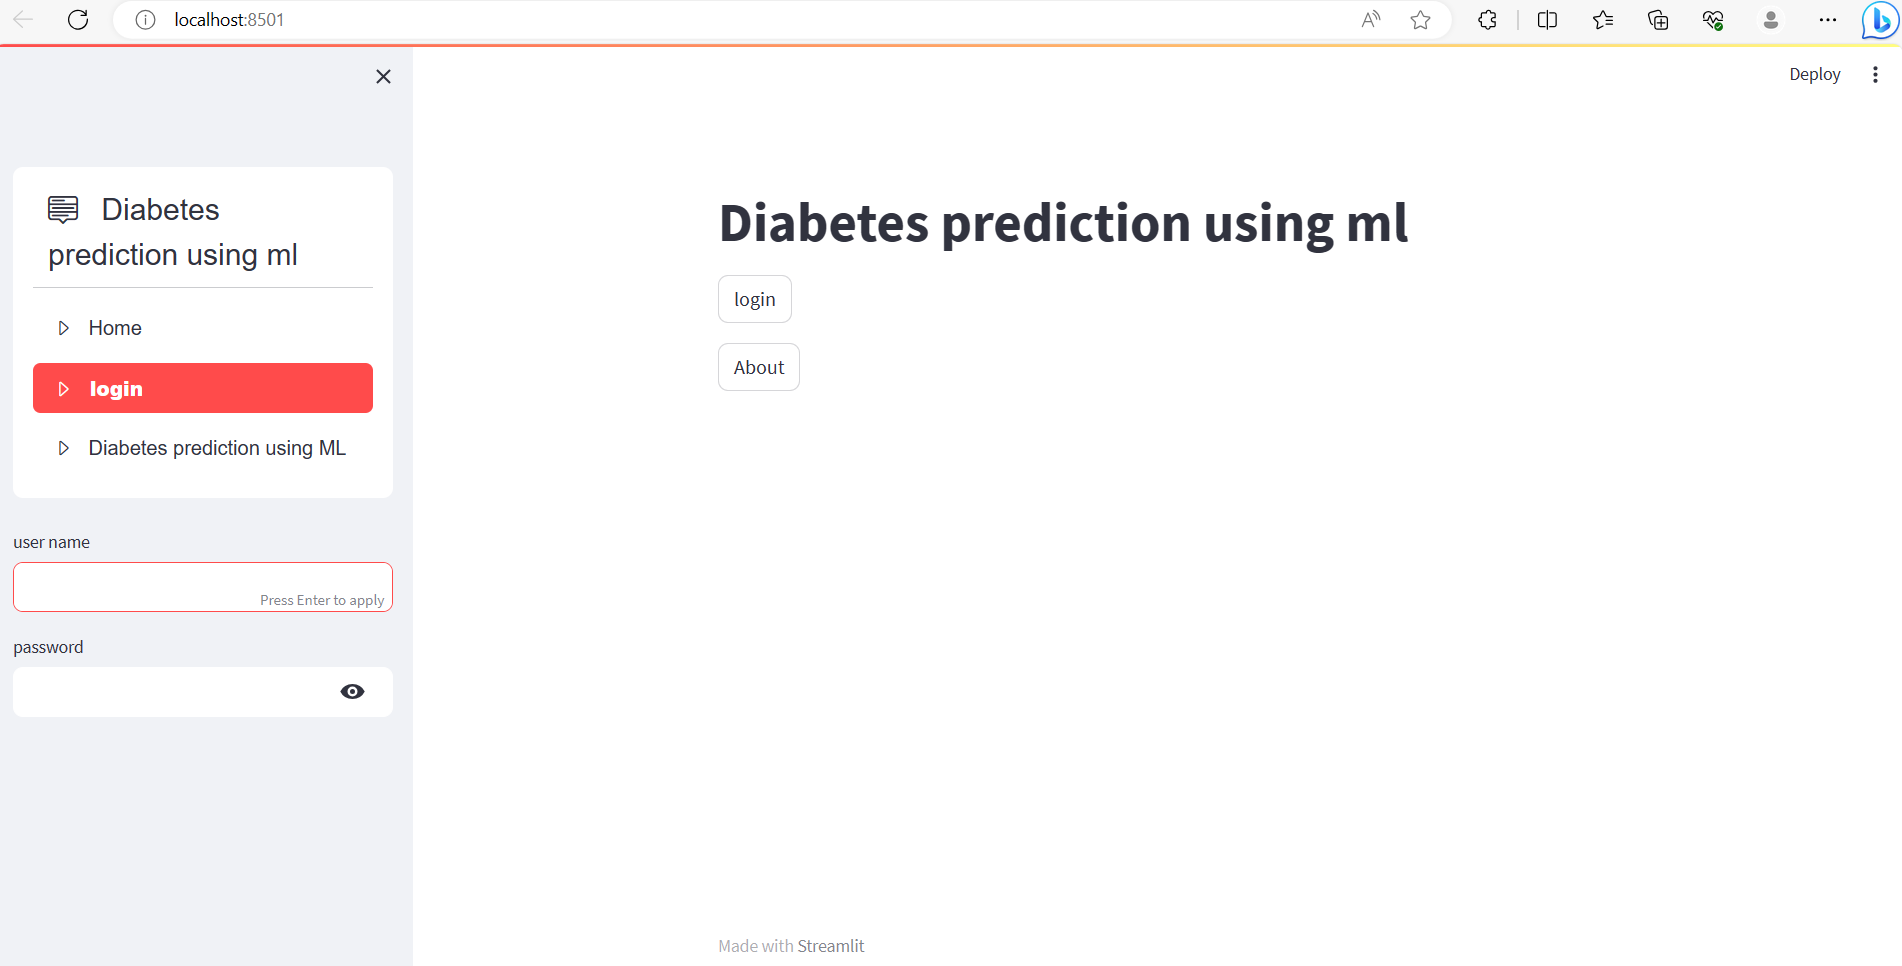 localhost:8501
Deploy
Diabetes
prediction using ml
Home
login
Diabetes prediction using ML
user name
Press Enter to apply
password
Diabetes prediction using ml
login
About
Made with Streamlit